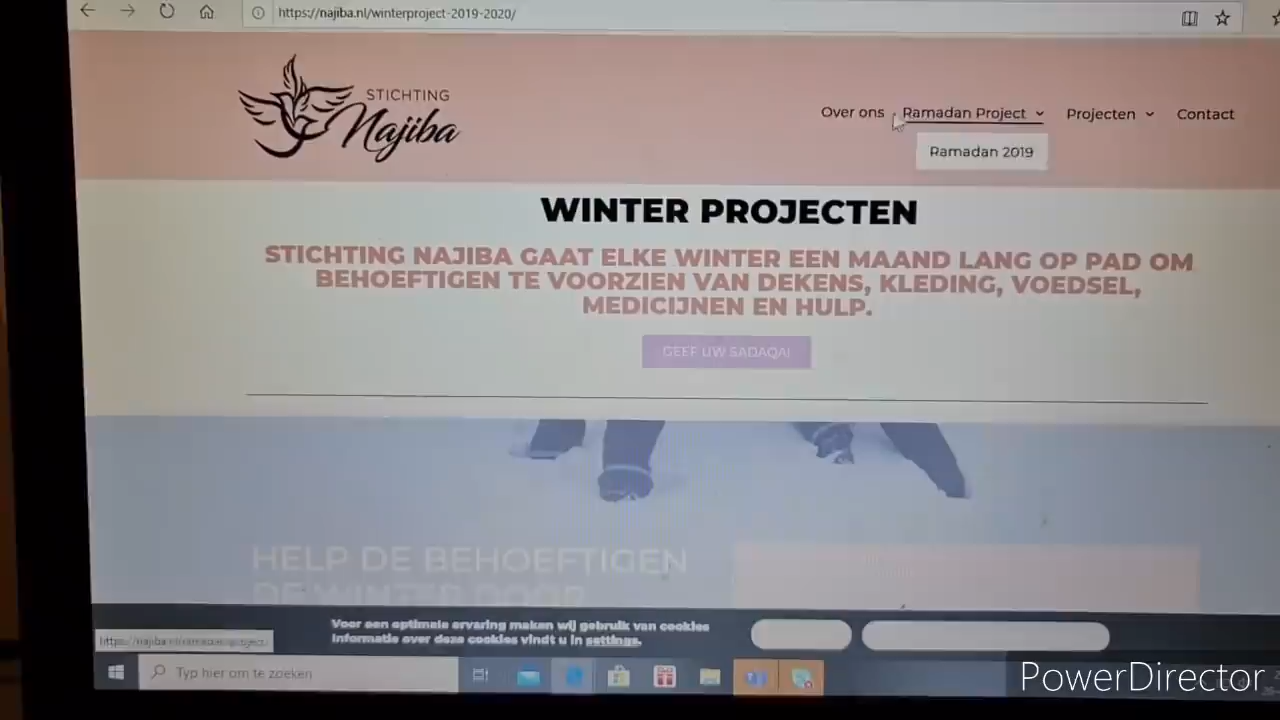 https://najiba.nl/winterproject-2019-2020/
STICHTING
Najiba
Over ons
Ramadan Project
Projecten
Contact
Ramadan 2019
WINTER PROJECTEN
STICHTING NAJIBA GAAT ELKE WINTER EEN MAAND LANG OP PAD OM
BEHOEFTIGEN TE VOORZIEN VAN DEKENS, KLEDING, VOEDSEL,
MEDICIJNEN EN HULP.
GEEF UW SADAQA!
HELP DE BEHOEFTIGEN
DE WINTER DOOR
Voor een optimale ervaring maken wij gebruik van cookies
Informatie over deze cookies vindt u in settings.
Typ hier om te zoeken
PowerDirector